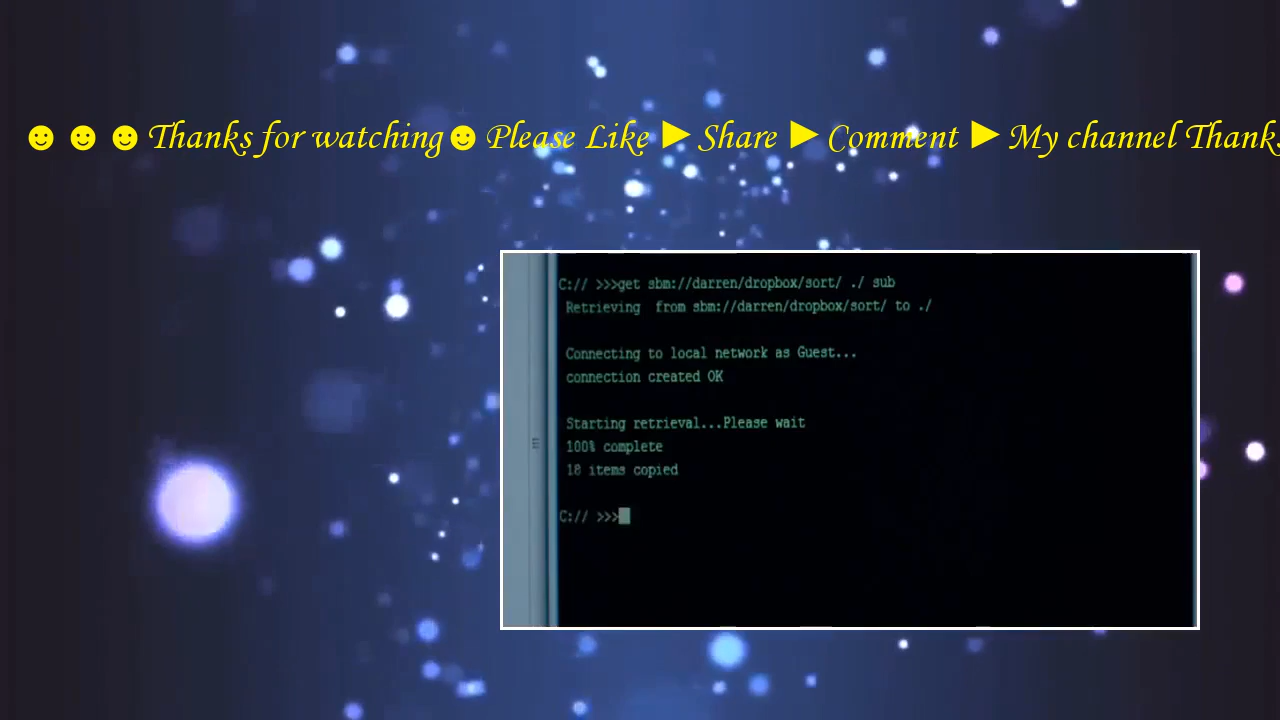 ☻ ☻ ☻ Thanks for watching☻ Please Like ► Share ► Comment ► My channel Thanks
C:// >>>get sbm://darren/dropbox/sort/ ./ sub
Retrieving from sbm://darren/dropbox/sort/ to ./
Connecting to local network as Guest...
connection created OK
Starting retrieval...Please wait
100% complete
18 items copied
C:// >>>